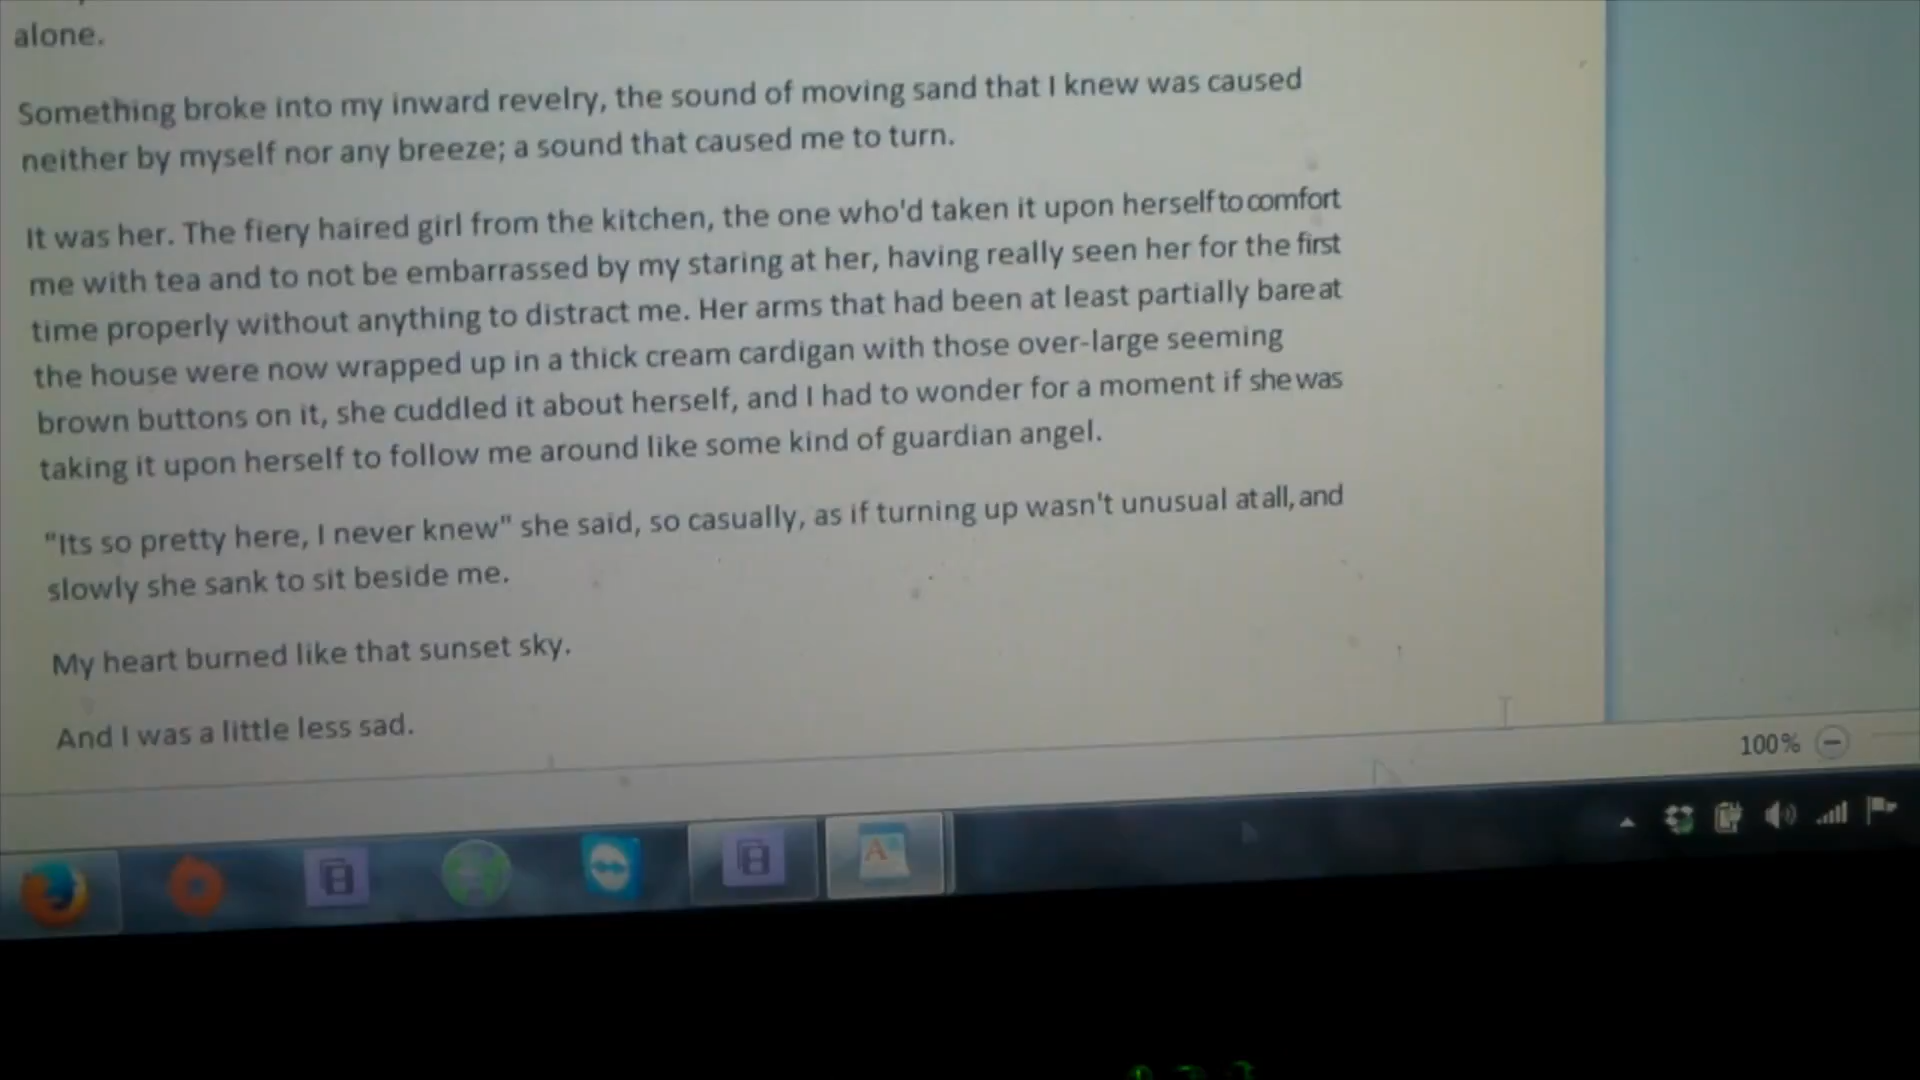 alone.
Something broke into my inward revelry, the sound of moving sand that I knew was caused
neither by myself nor any breeze; a sound that caused me to turn.
It was her. The fiery haired girl from the kitchen, the one who'd taken it upon herself to comfort
me with tea and to not be embarrassed by my staring at her, having really seen her for the first
time properly without anything to distract me. Her arms that had been at least partially bare at
the house were now wrapped up in a thick cream cardigan with those over-large seeming
brown buttons on it, she cuddled it about herself, and I had to wonder for a moment if she was
taking it upon herself to follow me around like some kind of guardian angel.
"Its so pretty here, I never knew" she said, so casually, as if turning up wasn't unusual at all, and
slowly she sank to sit beside me.
My heart burned like that sunset sky.
And I was a little less sad.
100%
A